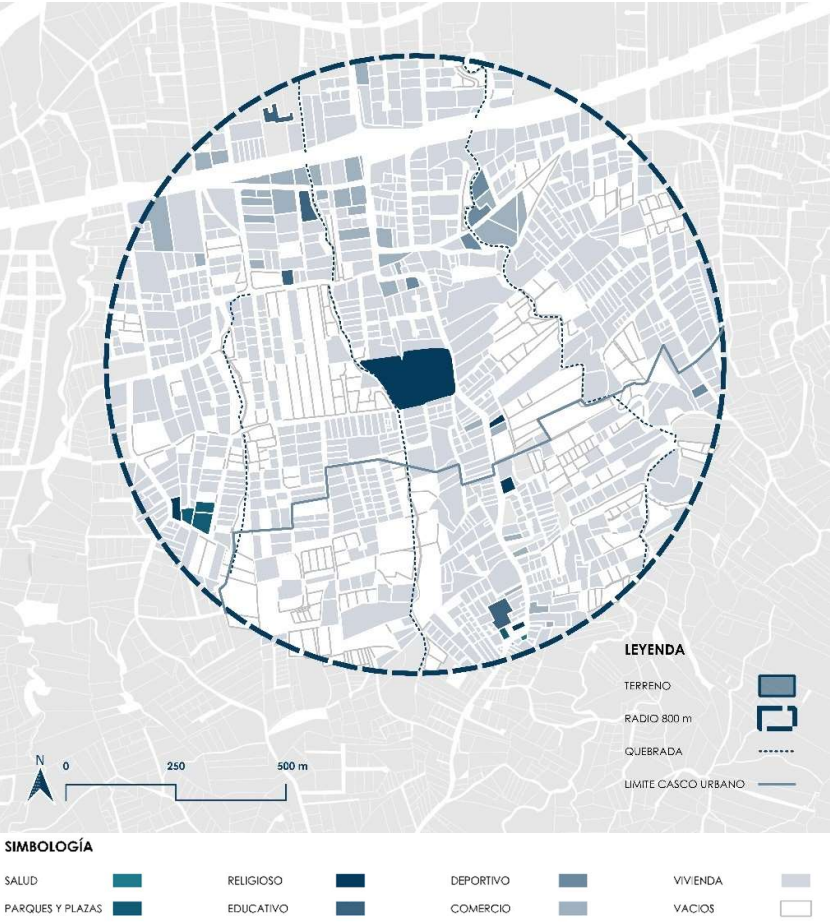 LEYENDA
TERRENO
RADIO 800 m
QUEBRADA
LIMITE CASCO URBANO
N 0 250 500 m
SIMBOLOGÍA
SALUD RELIGIOSO DEPORTIVO VIVIENDA
PARQUES Y PLAZAS EDUCATIVO COMERCIO VACIOS